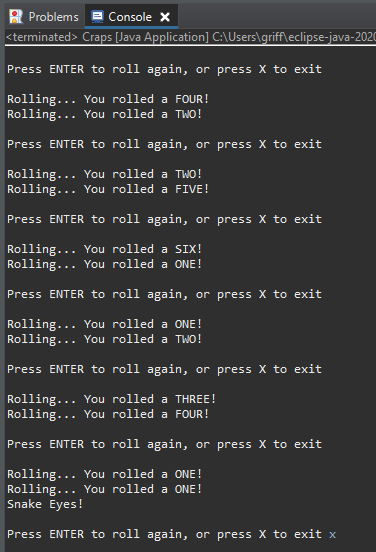 Problems Console
<terminated> Craps [Java Application] C:\Users\griff\eclipse-java-2020
Press ENTER to roll again, or press X to exit
Rolling... You rolled a FOUR!
Rolling... You rolled a TWO!
Press ENTER to roll again, or press X to exit
Rolling... You rolled a TWO!
Rolling... You rolled a FIVE!
Press ENTER to roll again, or press X to exit
Rolling... You rolled a SIX!
Rolling... You rolled a ONE!
Press ENTER to roll again, or press X to exit
Rolling... You rolled a ONE!
Rolling... You rolled a TWO!
Press ENTER to roll again, or press X to exit
Rolling... You rolled a THREE!
Rolling... You rolled a FOUR!
Press ENTER to roll again, or press X to exit
Rolling... You rolled a ONE!
Rolling... You rolled a ONE!
Snake Eyes!
Press ENTER to roll again, or press X to exit x